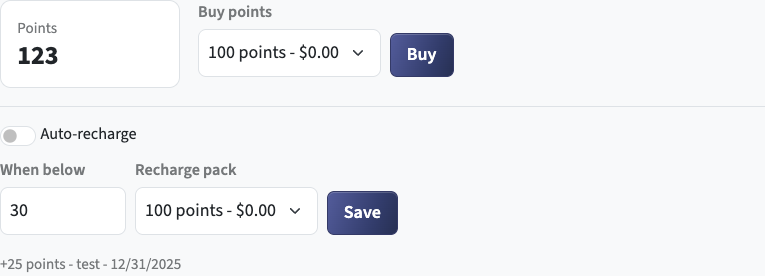 Points
123
Buy points
100 points - $0.00
Buy
Auto-recharge
When below
30
Recharge pack
100 points - $0.00
Save
+25 points - test - 12/31/2025